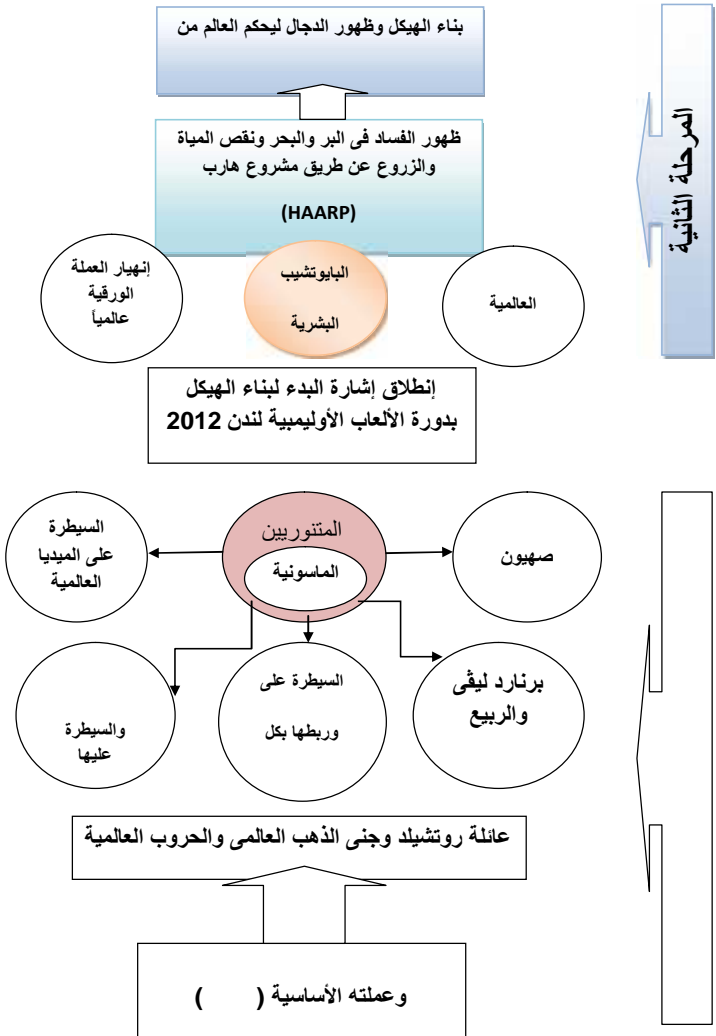 بناء الهيكل وظهور الدجال ليحكم العالم من
ظهور الفساد فى البر والبحر ونقص المياة
والزروع عن طريق مشروع هارب
(HAARP)
المرحلة الثانية
العالمية
البايوتشيب
البشرية
إنهيار العملة
الورقية
عالمياً
إنطلاق إشارة البدء لبناء الهيكل
بدورة الألعاب الأوليمبية لندن 2012
صهيون
المتنوريين
الماسونية
السيطرة
على الميديا
العالمية
برنارد ليڤى
والربيع
السيطرة على
وربطها بكل
والسيطرة
عليها
عائلة روتشيلد وجنى الذهب العالمى والحروب العالمية
وعملته الأساسية (      )